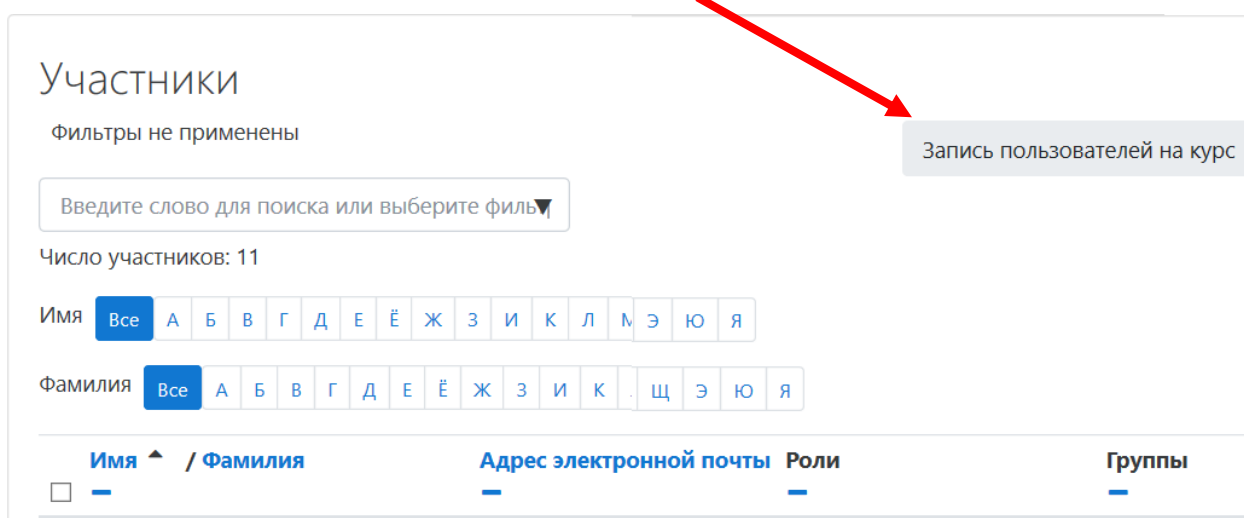 Участники
Фильтры не применены
Запись пользователей на курс
Введите слово для поиска или выберите филь
Число участников: 11
Имя Все А Б В Г Д Е Ё Ж З И К Л Э Ю Я
Фамилия Все А Б В Г Д Е Ё Ж З И К Щ Э Ю Я
Имя / Фамилия Адрес электронной почты Роли Группы